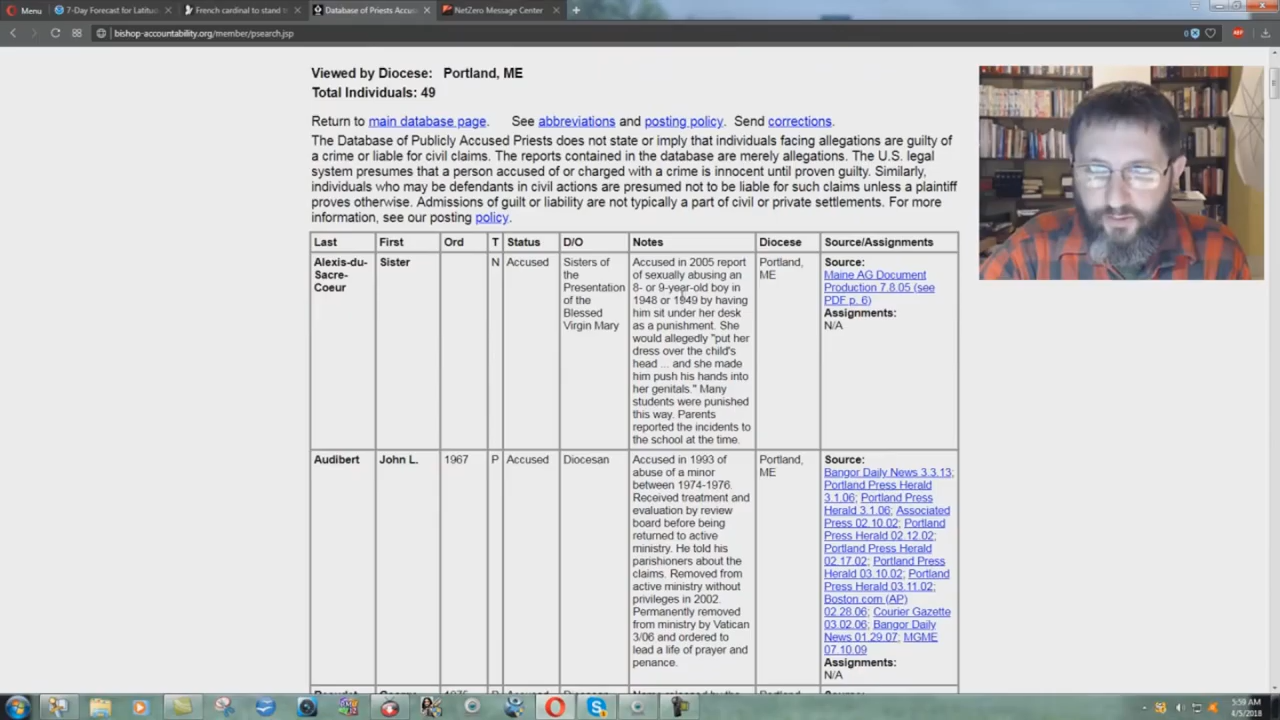 Menu
7-Day Forecast for Latitud
French cardinal to stand t
Database of Priests Accus
NetZero Message Center
bishop-accountability.org/member/psearch.jsp
0
ABP
Viewed by Diocese: Portland, ME
Total Individuals: 49
Return to main database page. See abbreviations and posting policy. Send corrections.
The Database of Publicly Accused Priests does not state or imply that individuals facing allegations are guilty of
a crime or liable for civil claims. The reports contained in the database are merely allegations. The U.S. legal
system presumes that a person accused of or charged with a crime is innocent until proven guilty. Similarly,
individuals who may be defendants in civil actions are presumed not to be liable for such claims unless a plaintiff
proves otherwise. Admissions of guilt or liability are not typically a part of civil or private settlements. For more
information, see our posting policy.
Last First Ord T Status D/O Notes Diocese Source/Assignments
Alexis-du-
Sacre-
Coeur
Sister
N
Accused
Sisters of
the
Presentation
of the
Blessed
Virgin Mary
Accused in 2005 report
of sexually abusing an
8- or 9-year-old boy in
1948 or 1949 by having
him sit under her desk
as a punishment. She
would allegedly "put her
dress over the child's
head ... and she made
him push his hands into
her genitals." Many
students were punished
this way. Parents
reported the incidents to
the school at the time.
Portland,
ME
Source:
Maine AG Document
Production 7.8.05 (see
PDF p. 6)
Assignments:
N/A
Audibert
John L.
1967
P
Accused
Diocesan
Accused in 1993 of
abuse of a minor
between 1974-1976.
Received treatment and
evaluation by review
board before being
returned to active
ministry. He told his
parishioners about the
claims. Removed from
active ministry without
privileges in 2002.
Permanently removed
from ministry by Vatican
3/06 and ordered to
lead a life of prayer and
penance.
Portland,
ME
Source:
Bangor Daily News 3.3.13;
Portland Press Herald
3.1.06; Portland Press
Herald 3.1.06; Associated
Press 02.10.02; Portland
Press Herald 02.12.02;
Portland Press Herald
02.17.02; Portland Press
Herald 03.10.02; Portland
Press Herald 03.11.02;
Boston com (AP)
02.28.06; Courier Gazette
03.02.06; Bangor Daily
News 01.29.07; MGME
07.10.09
Assignments:
N/A
5:59 AM
4/5/2018